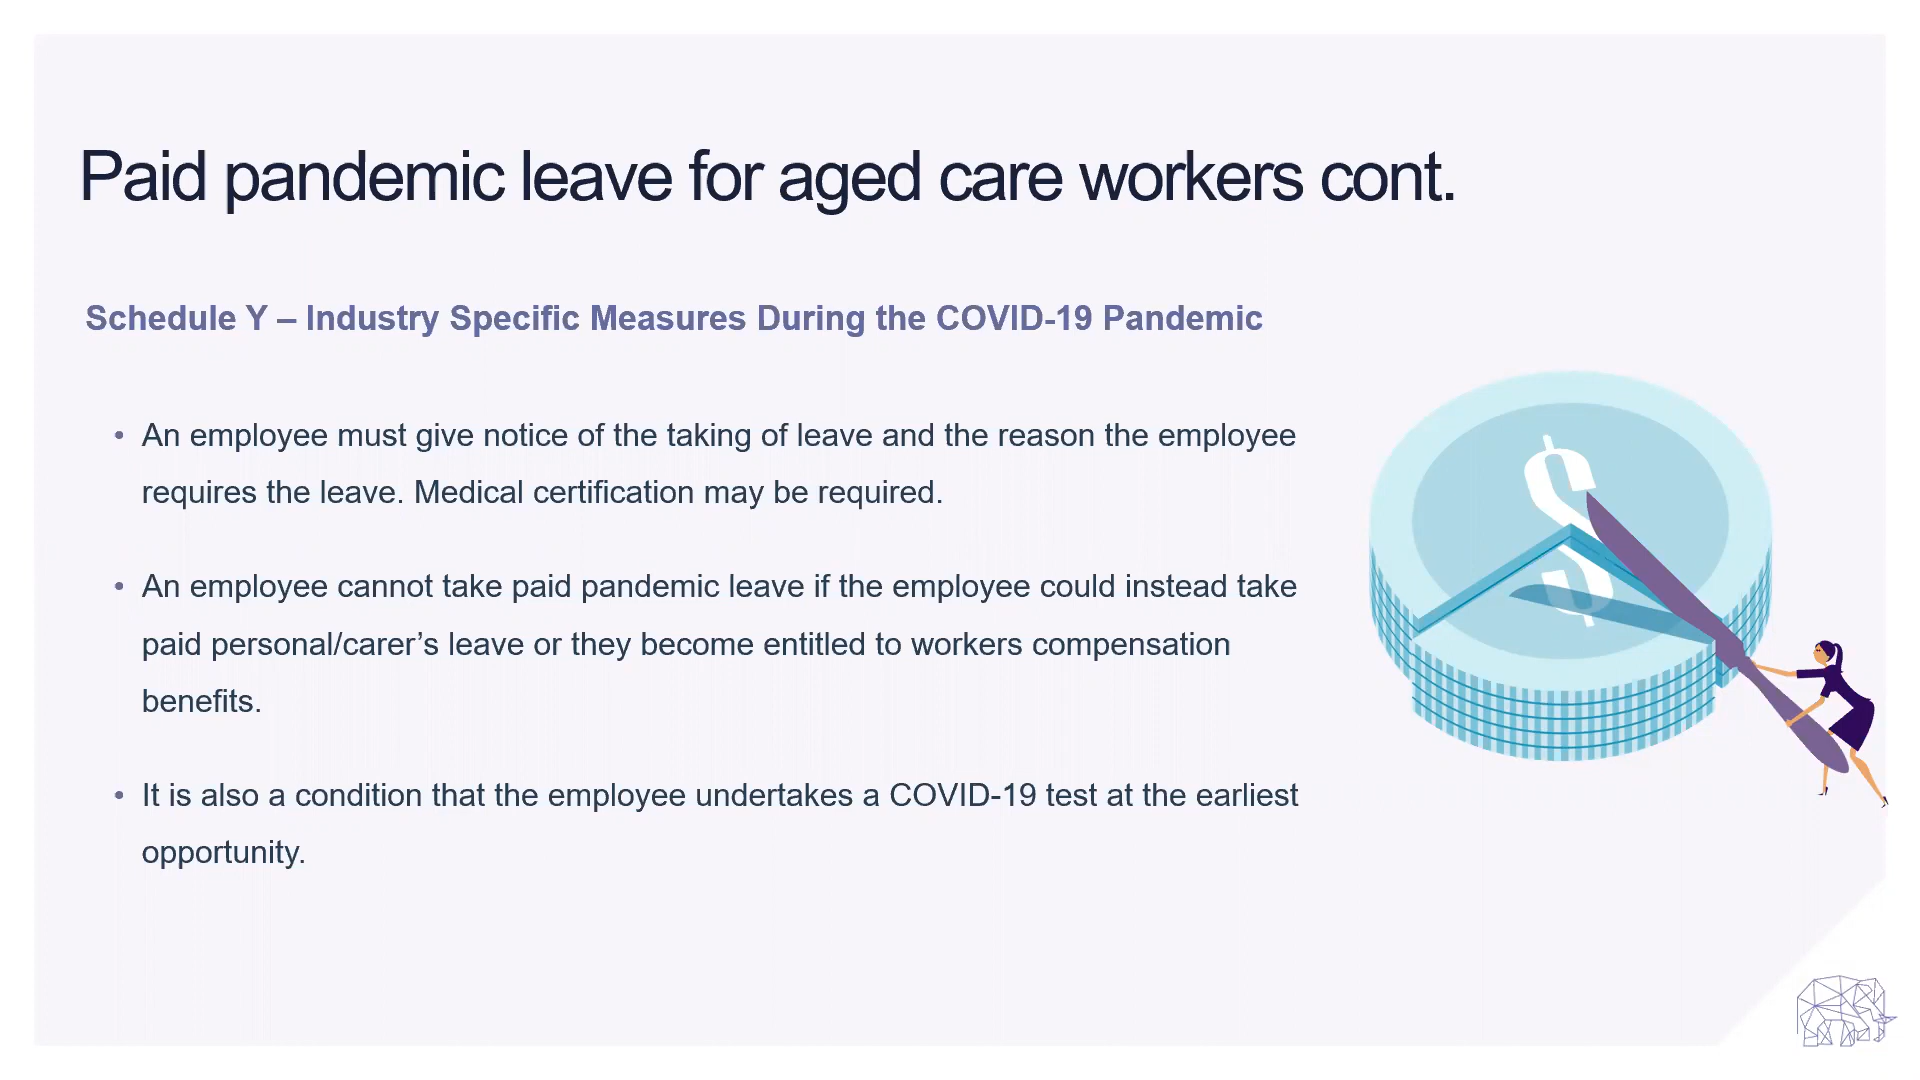 Paid pandemic leave for aged care workers cont.
Schedule Y – Industry Specific Measures During the COVID-19 Pandemic
• An employee must give notice of the taking of leave and the reason the employee
requires the leave. Medical certification may be required.
• An employee cannot take paid pandemic leave if the employee could instead take
paid personal/carer’s leave or they become entitled to workers compensation
benefits.
• It is also a condition that the employee undertakes a COVID-19 test at the earliest
opportunity.
$